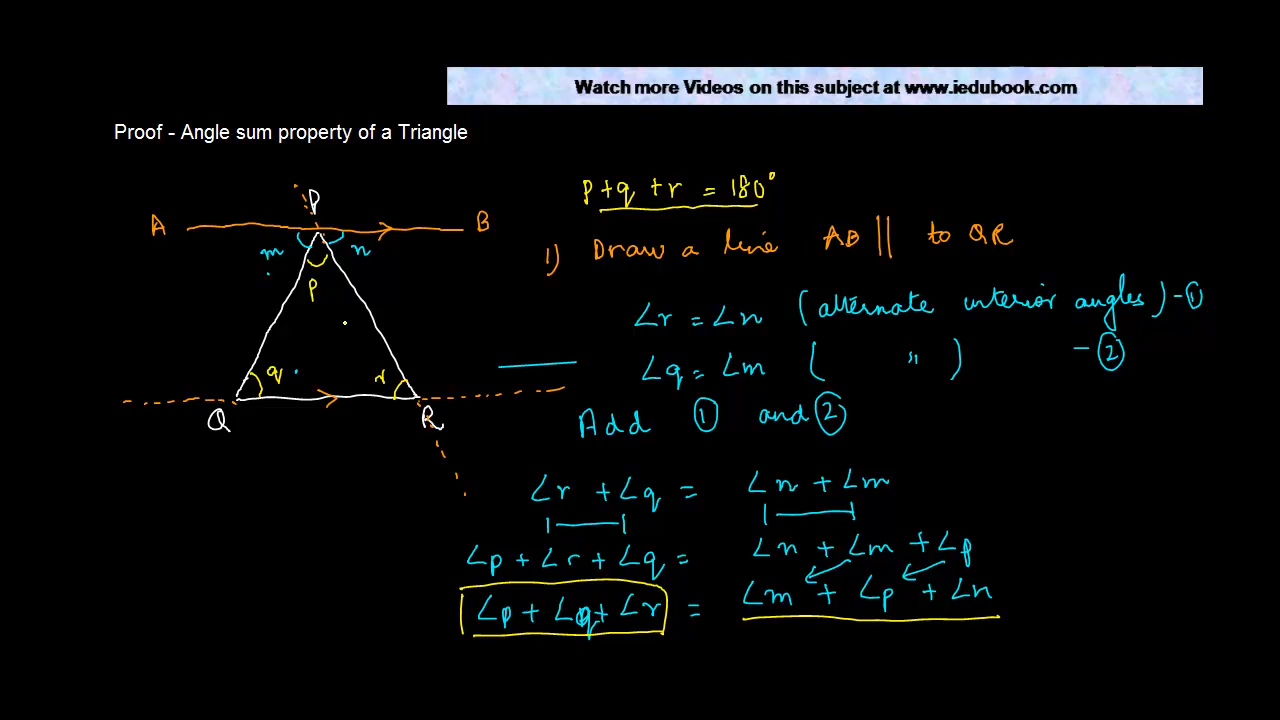 Watch more Videos on this subject at www.iedubook.com
Proof - Angle sum property of a Triangle
p + q + r = 180°
A P B
m n
p
q r
Q R
1) Draw a line AB || to QR
∠r = ∠n (alternate interior angles) - ①
∠q = ∠m ( " ) - ②
Add ① and ②
∠r + ∠q = ∠n + ∠m
∠p + ∠r + ∠q = ∠n + ∠m + ∠p
∠p + ∠q + ∠r = ∠m + ∠p + ∠n